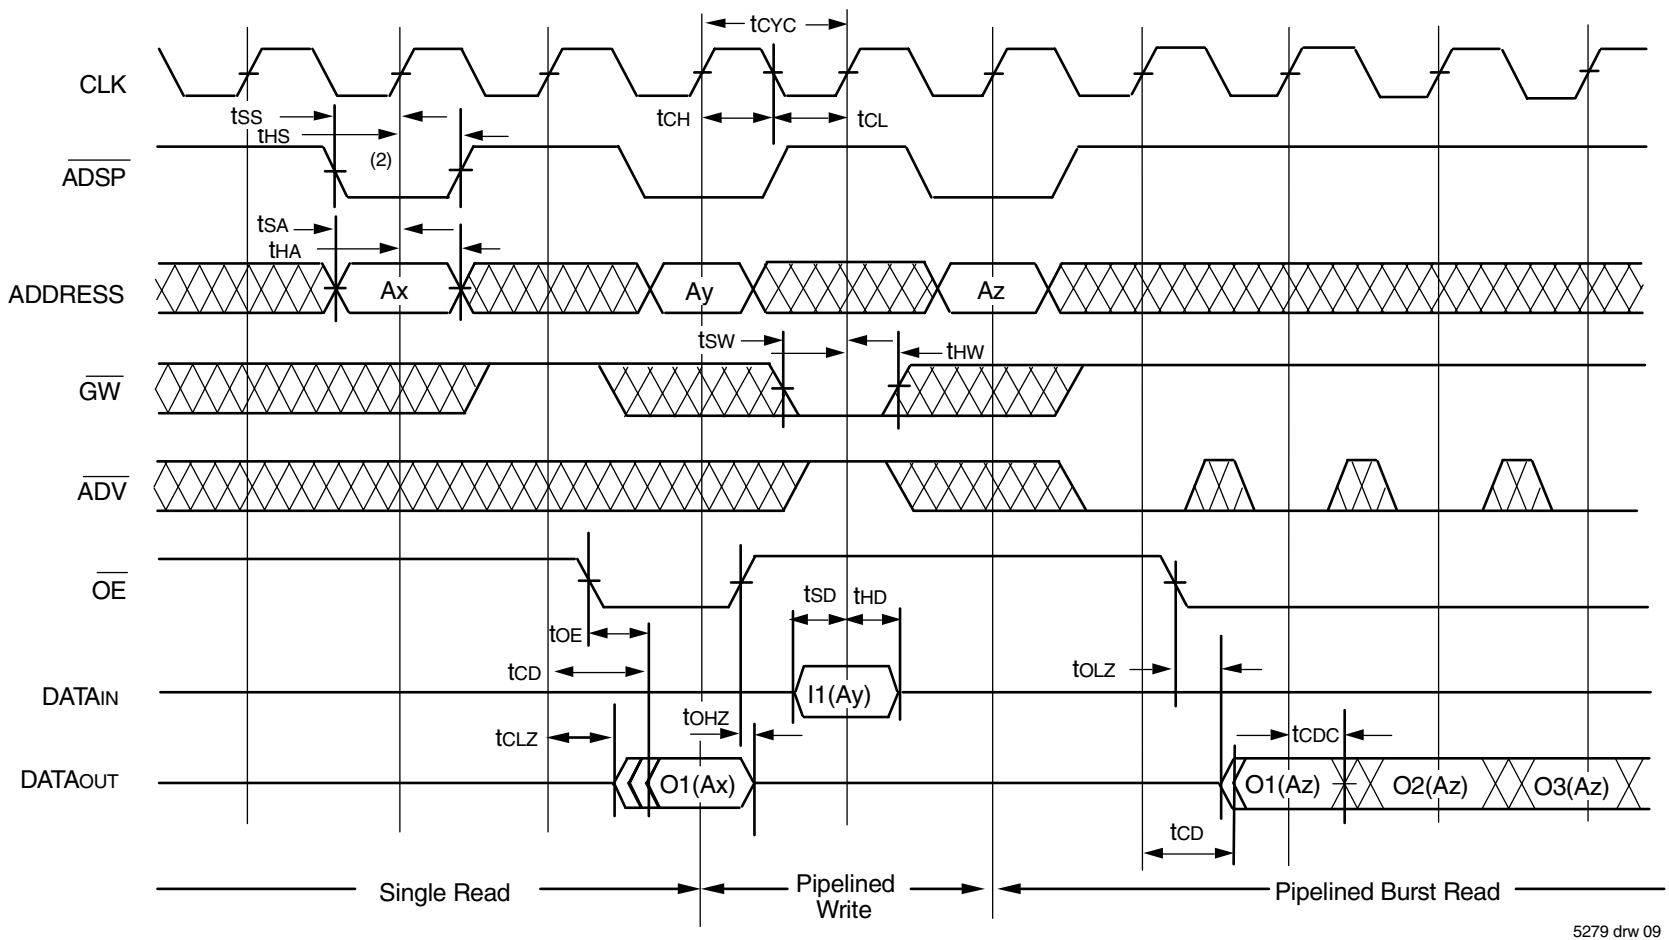 tCYC
CLK
tSS
tCH
tCL
tHS
(2)
ADSP
tSA
tHA
ADDRESS
Ax
Ay
Az
tSW
tHW
GW
ADV
OE
tSD
tHD
tOE
tCD
tOLZ
DATAIN
I1(Ay)
tOHZ
tCLZ
tCDC
DATAOUT
O1(Ax)
O1(Az)
O2(Az)
O3(Az)
tCD
Single Read
Pipelined
Write
Pipelined Burst Read
5279 drw 09